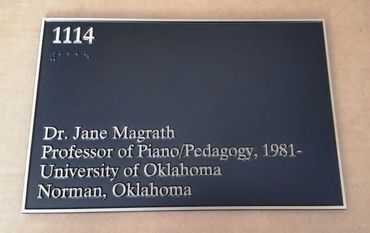 1114
Dr. Jane Magrath
Professor of Piano/Pedagogy, 1981-
University of Oklahoma
Norman, Oklahoma